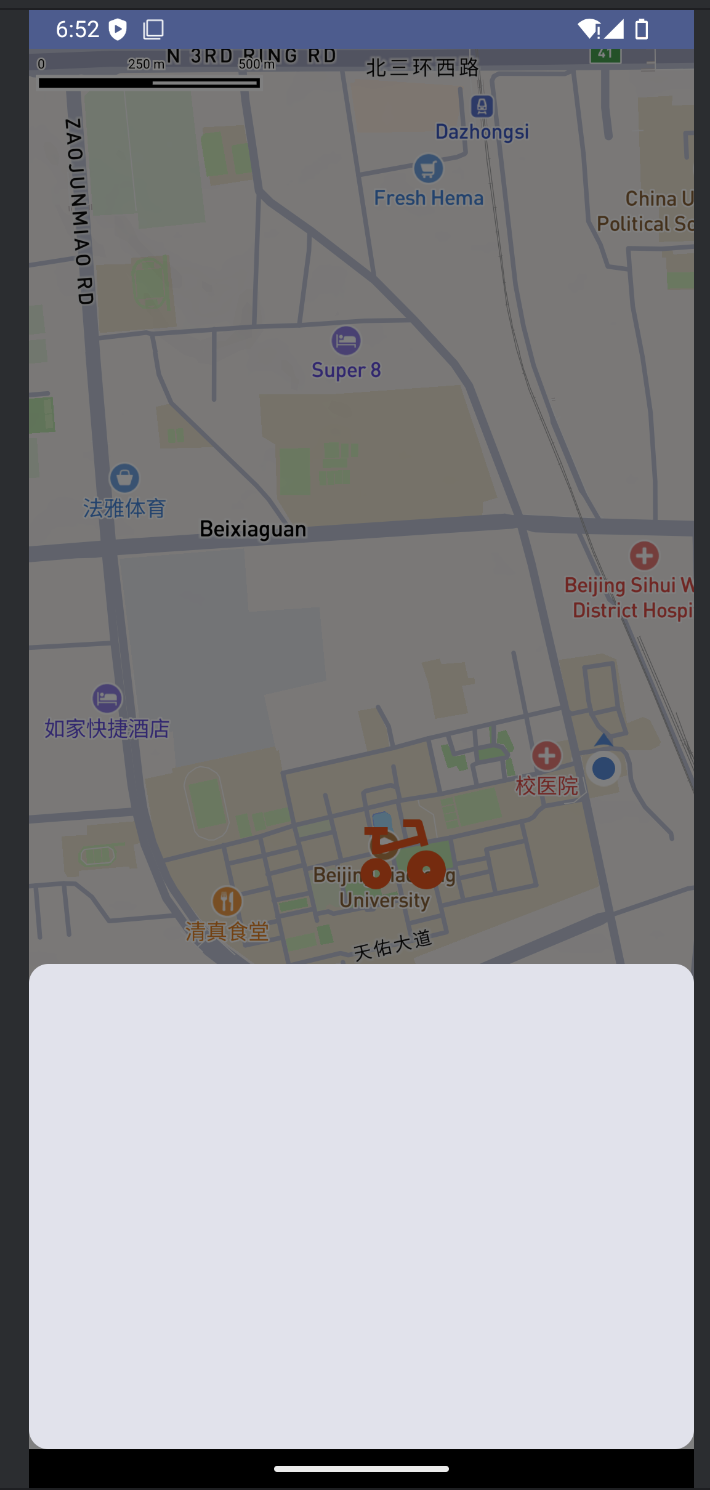 6:52
N 3RD RING RD
0 250 m 500 m
北三环西路
41
Dazhongsi
ZAOJUNMIAO RD
Fresh Hema
China U
Political Sc
Super 8
法雅体育
Beixiaguan
Beijing Sihui W
District Hospi
如家快捷酒店
校医院
Beijin
University
清真食堂
天佑大道